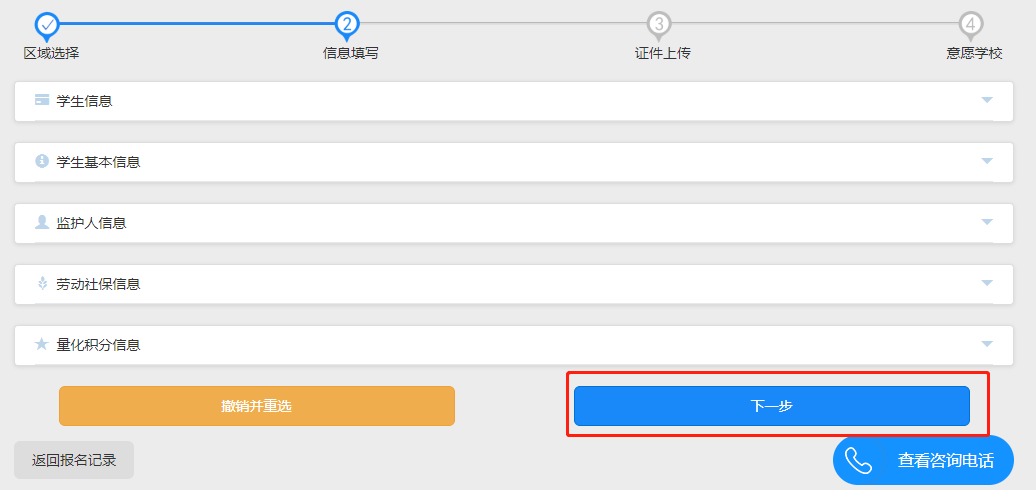 2 3 4
区域选择 信息填写 证件上传 意愿学校
学生信息
学生基本信息
监护人信息
劳动社保信息
量化积分信息
撤销并重选 下一步
返回报名记录 查看咨询电话